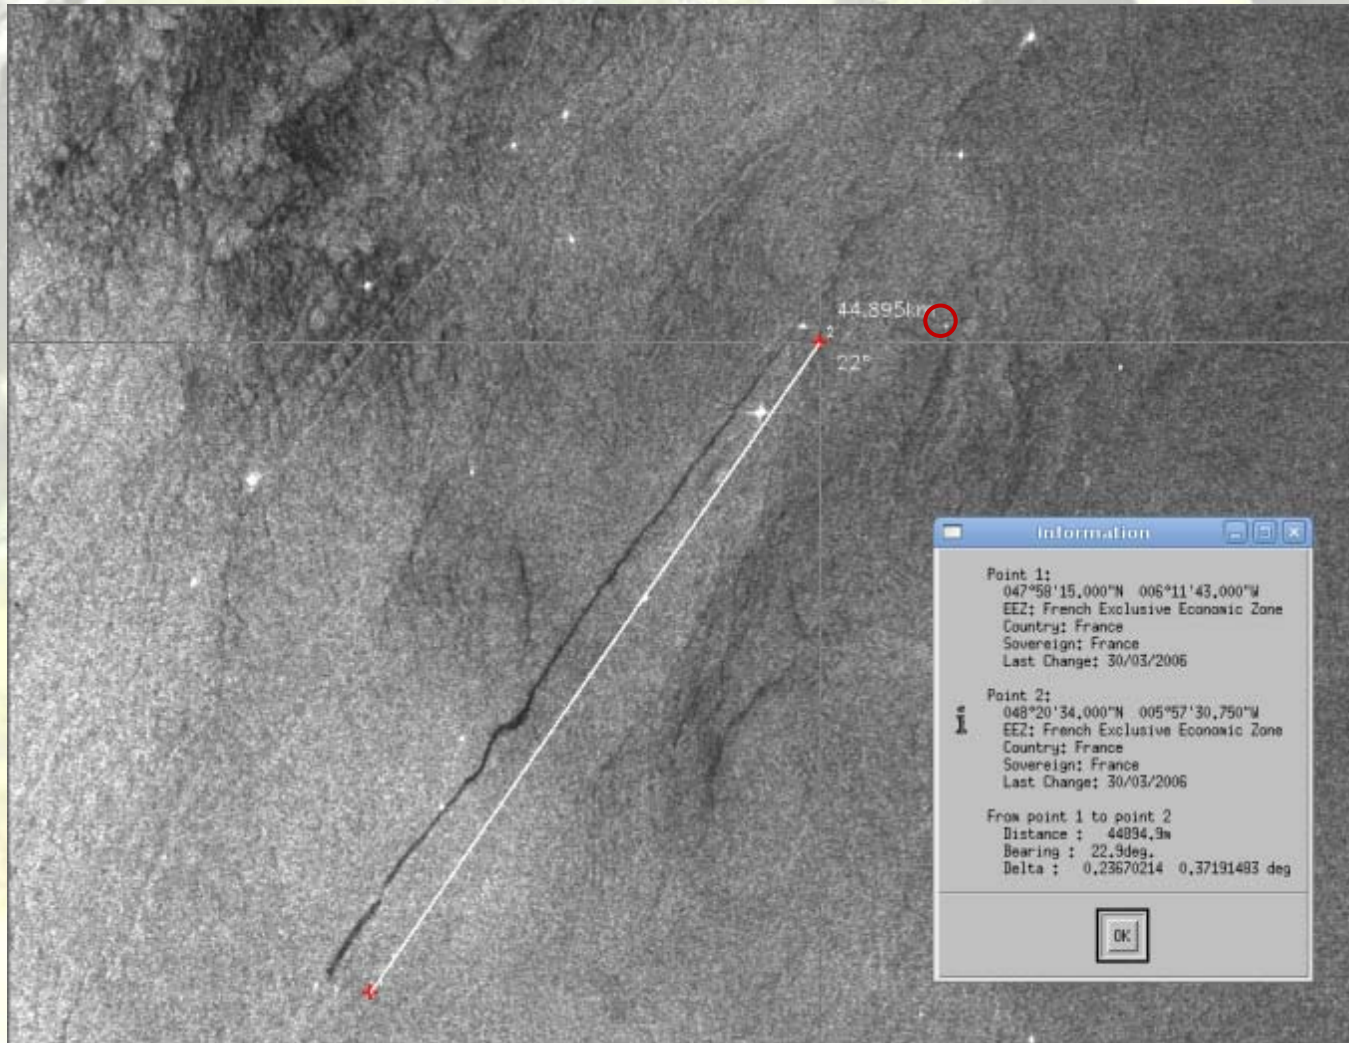 44.895km
2
22°
Information
Point 1:
047°58'15.000"N 006°11'43.000"W
EEZ: French Exclusive Economic Zone
Country: France
Sovereign: France
Last Change: 30/03/2006
Point 2:
048°20'34.000"N 005°57'30.750"W
EEZ: French Exclusive Economic Zone
Country: France
Sovereign: France
Last Change: 30/03/2006
From point 1 to point 2
Distance : 44894.9m
Bearing : 22.9deg.
Delta : 0.23670214 0.37191483 deg
OK